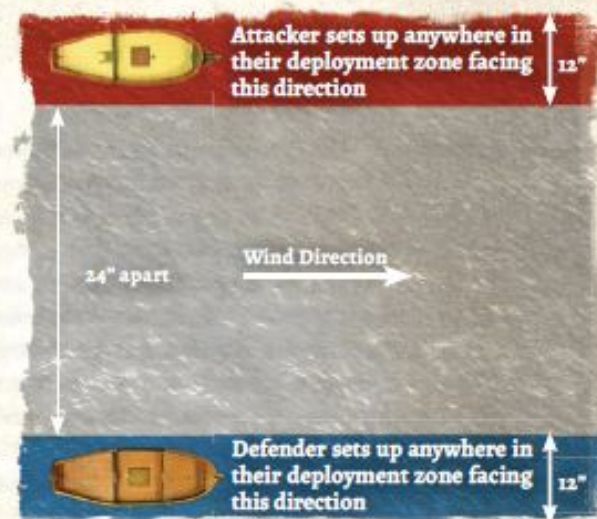 Attacker sets up anywhere in
their deployment zone facing
this direction
12"
24" apart
Wind Direction
Defender sets up anywhere in
their deployment zone facing
this direction
12"